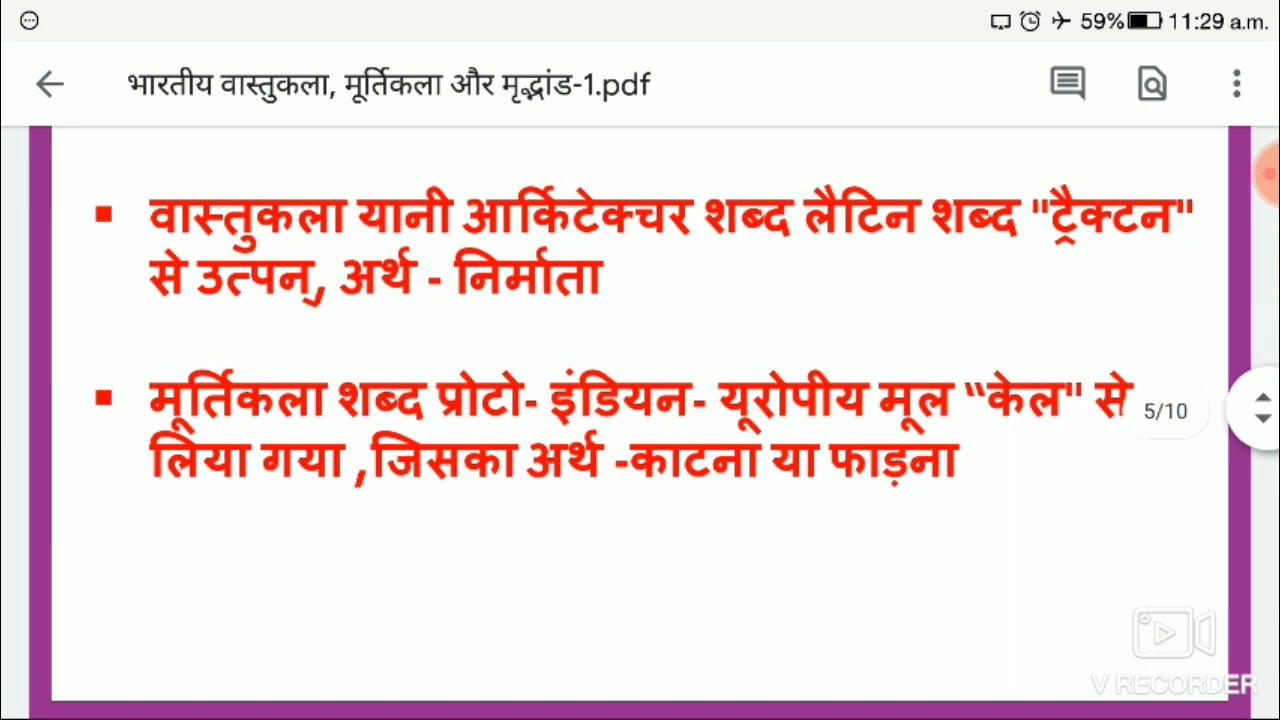 59% 11:29 a.m.
भारतीय वास्तुकला, मूर्तिकला और मृद्भांड-1.pdf
▪ वास्तुकला यानी आर्किटेक्चर शब्द लैटिन शब्द "ट्रैक्टन"
से उत्पन्, अर्थ - निर्माता
▪ मूर्तिकला शब्द प्रोटो- इंडियन- यूरोपीय मूल "केल" से
लिया गया ,जिसका अर्थ -काटना या फाड़ना
5/10
V RECORDER